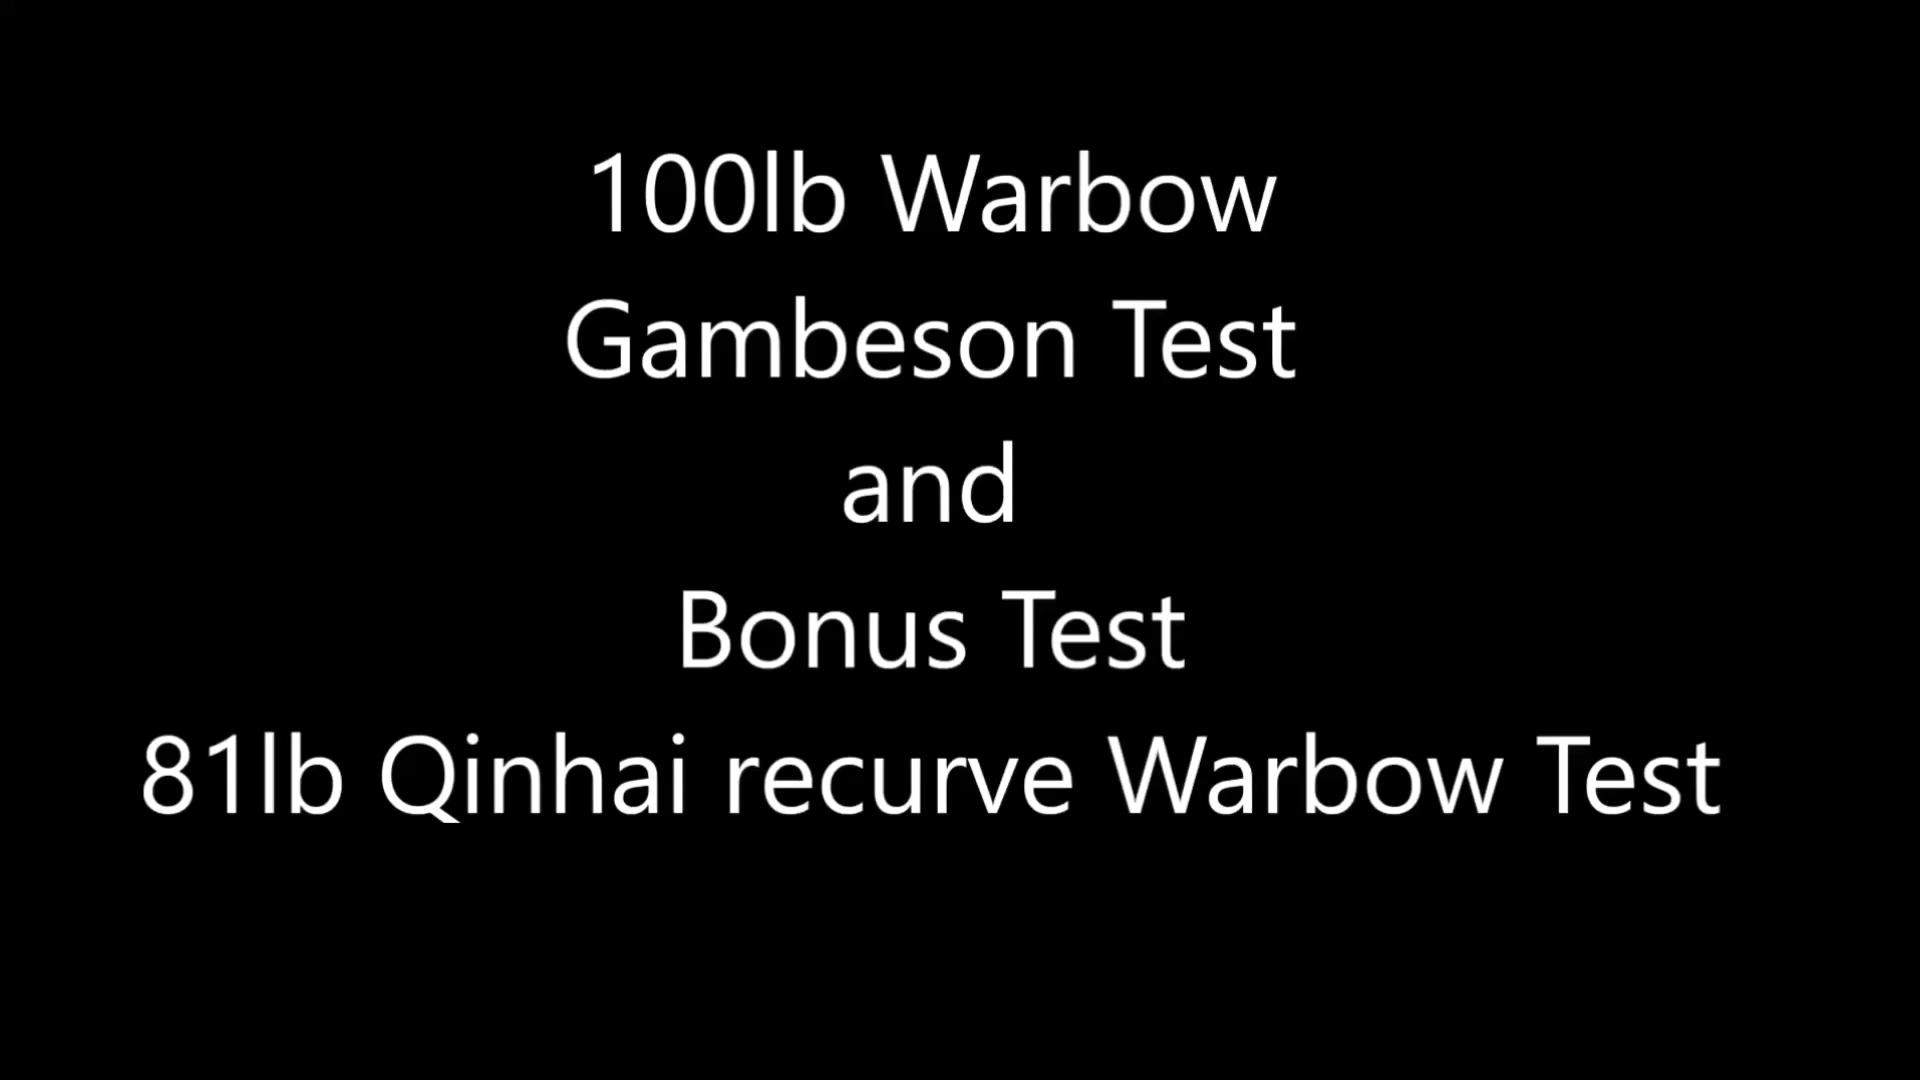 100lb Warbow
Gambeson Test
and
Bonus Test
81lb Qinhai recurve Warbow Test